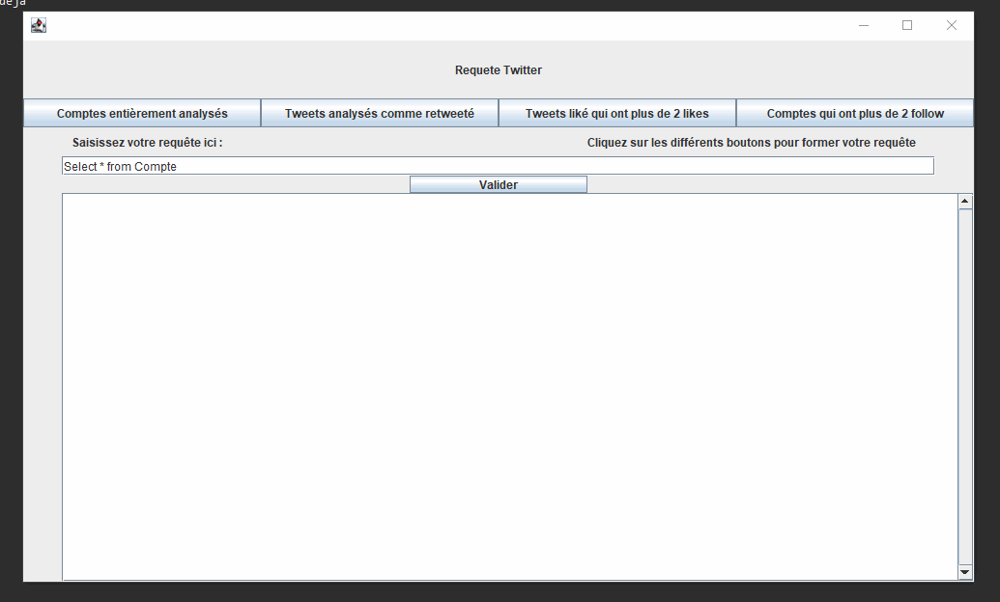 deja
Requete Twitter
Comptes entièrement analysés Tweets analysés comme retweeté Tweets liké qui ont plus de 2 likes Comptes qui ont plus de 2 follow
Saisissez votre requête ici : Cliquez sur les différents boutons pour former votre requête
Select * from Compte
Valider